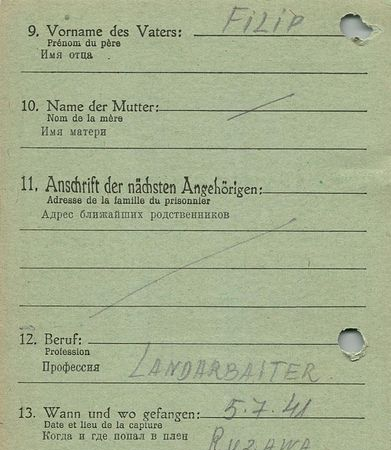 9. Vorname des Vaters: FILIP
Prénom du père
Имя отца
10. Name der Mutter:
Nom de la mère
Имя матери
11. Anschrift der nächsten Angehörigen:
Adresse de la famille du prisonnier
Адрес ближайших родственников
12. Beruf:
Profession
Профессия LANDARBAITER
13. Wann und wo gefangen: 5.7.41
Date et lieu de la capture
Когда и где попал в плен